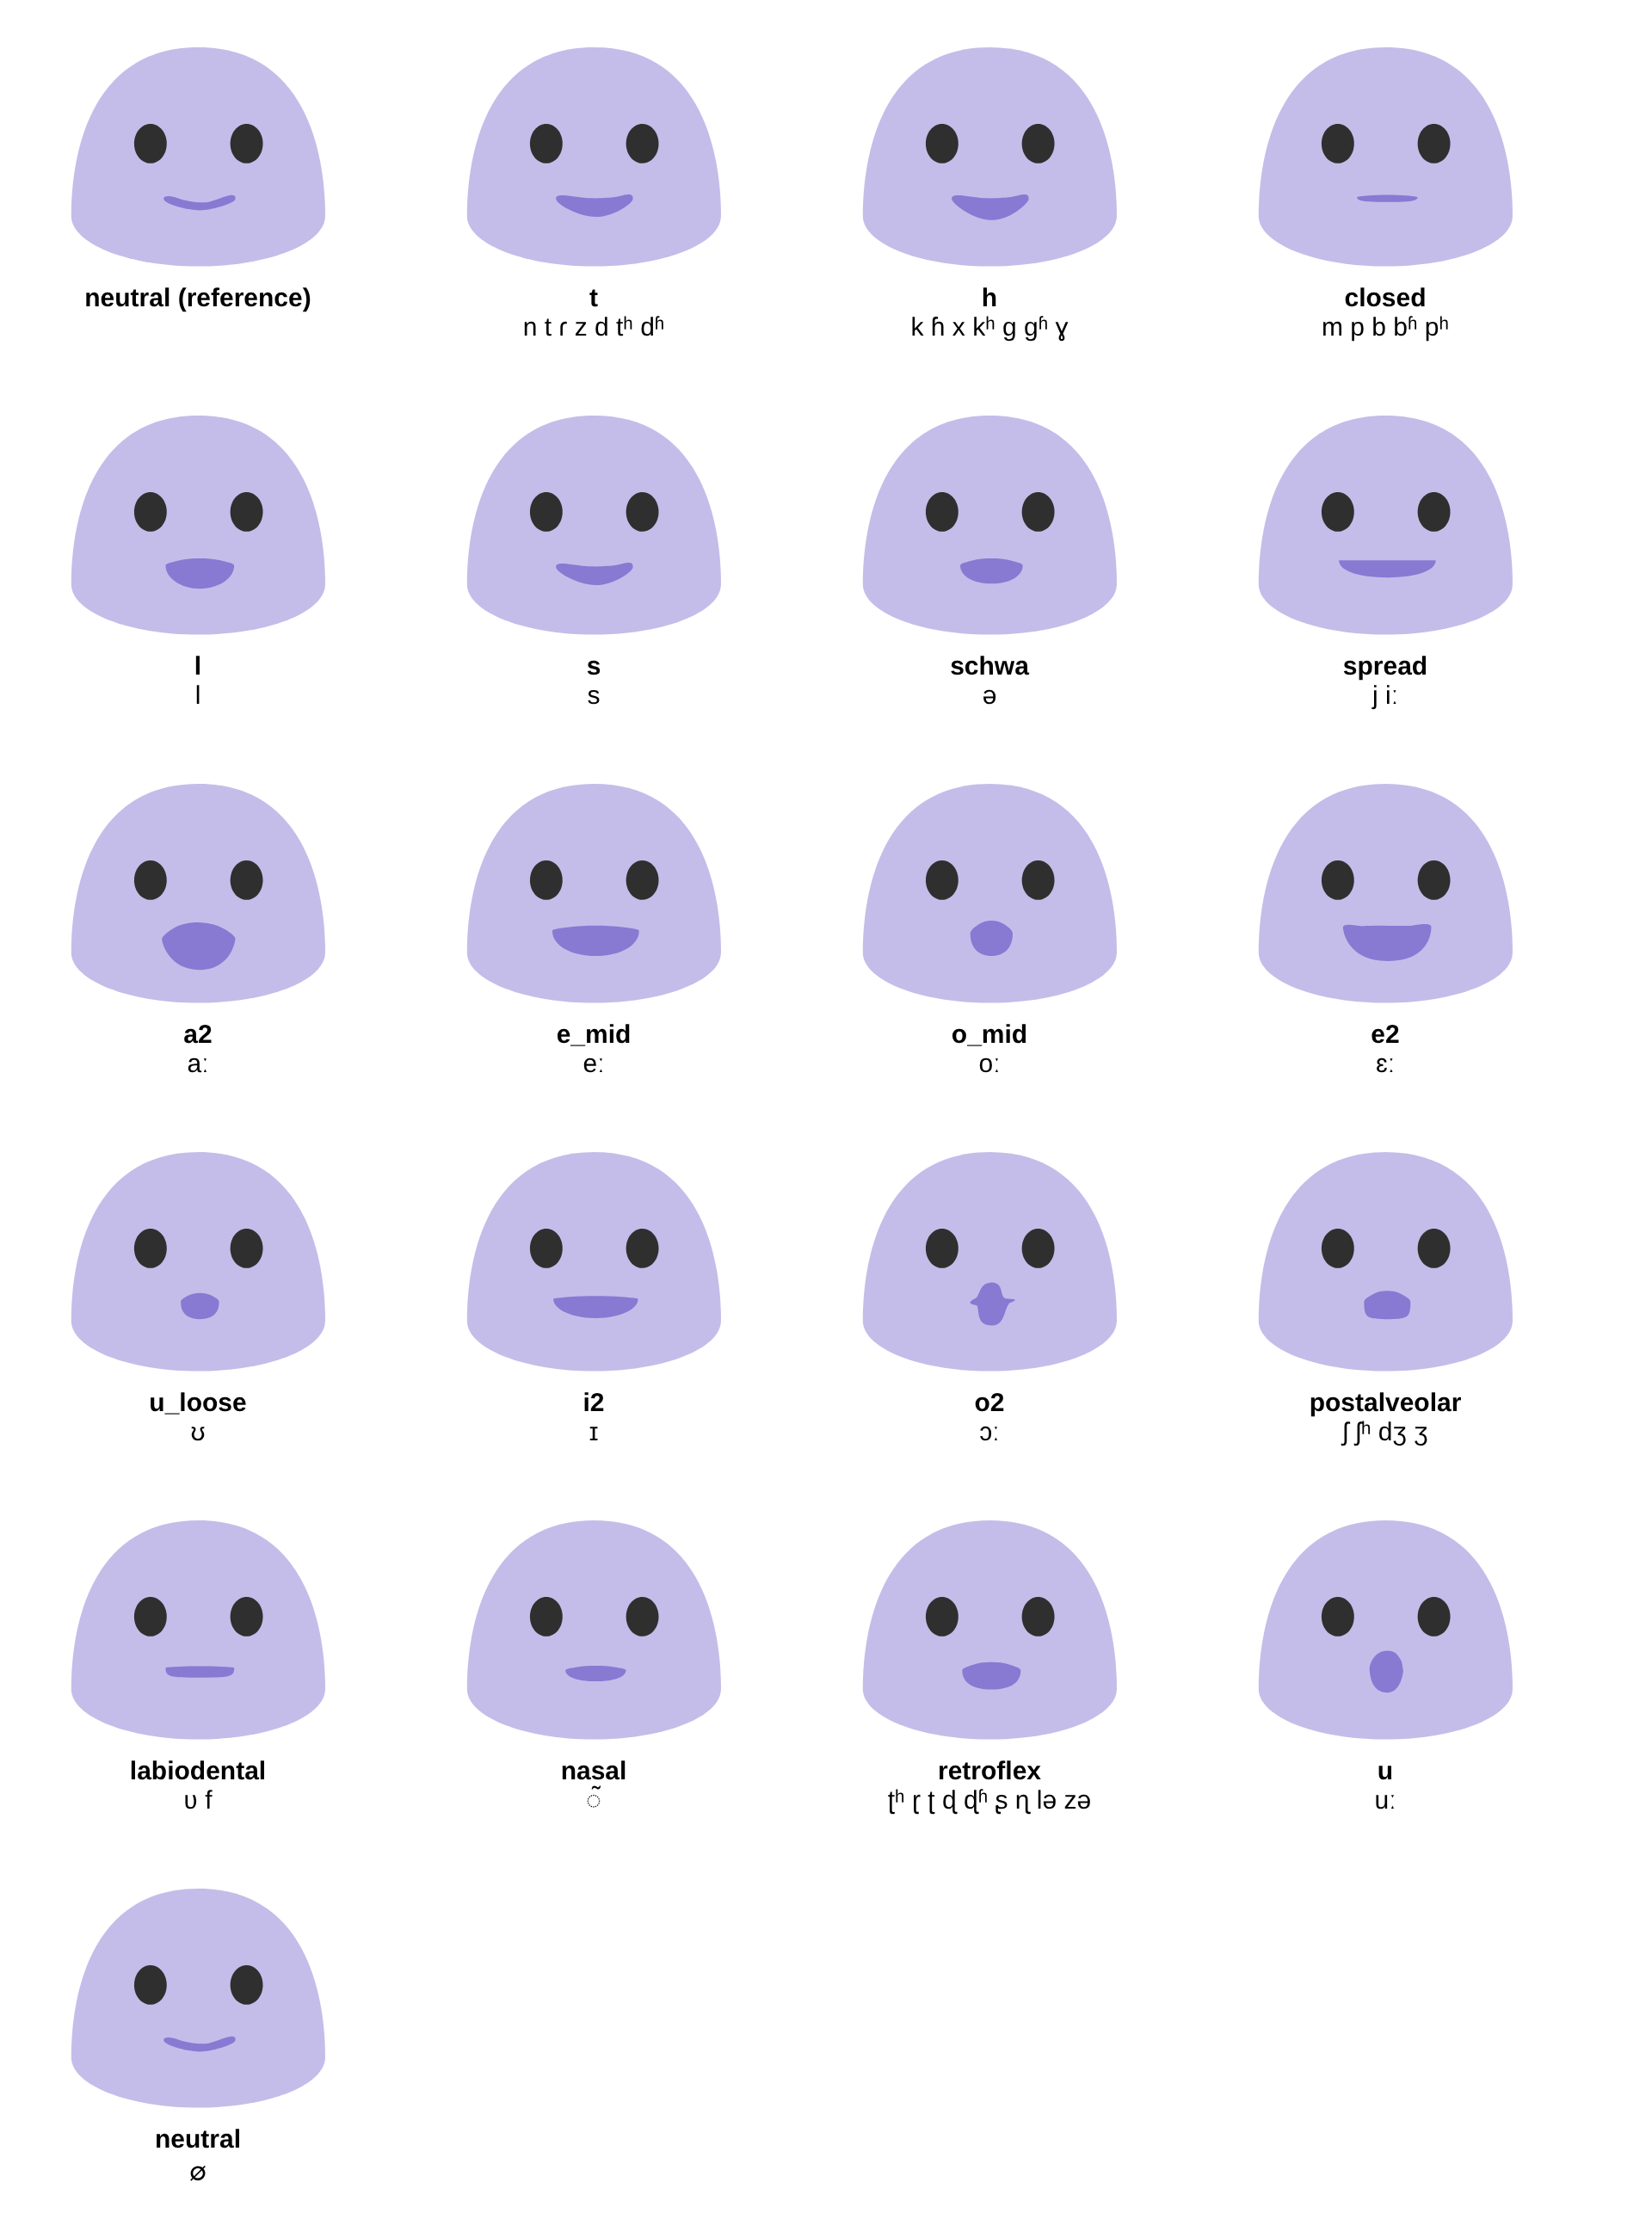 neutral (reference)
t
n t ɾ z d tʰ dʱ
h
k ɦ x kʰ g gʱ ɣ
closed
m p b bʱ pʰ
l
l
s
s
schwa
ə
spread
j iː
a2
aː
e_mid
eː
o_mid
oː
e2
ɛː
u_loose
ʊ
i2
ɪ
o2
ɔː
postalveolar
ʃ ʃʰ dʒ ʒ
labiodental
ʋ f
nasal
◌̃
retroflex
ʈʰ ɽ ʈ ɖ ɖʱ ʂ ɳ lə zə
u
uː
neutral
⌀